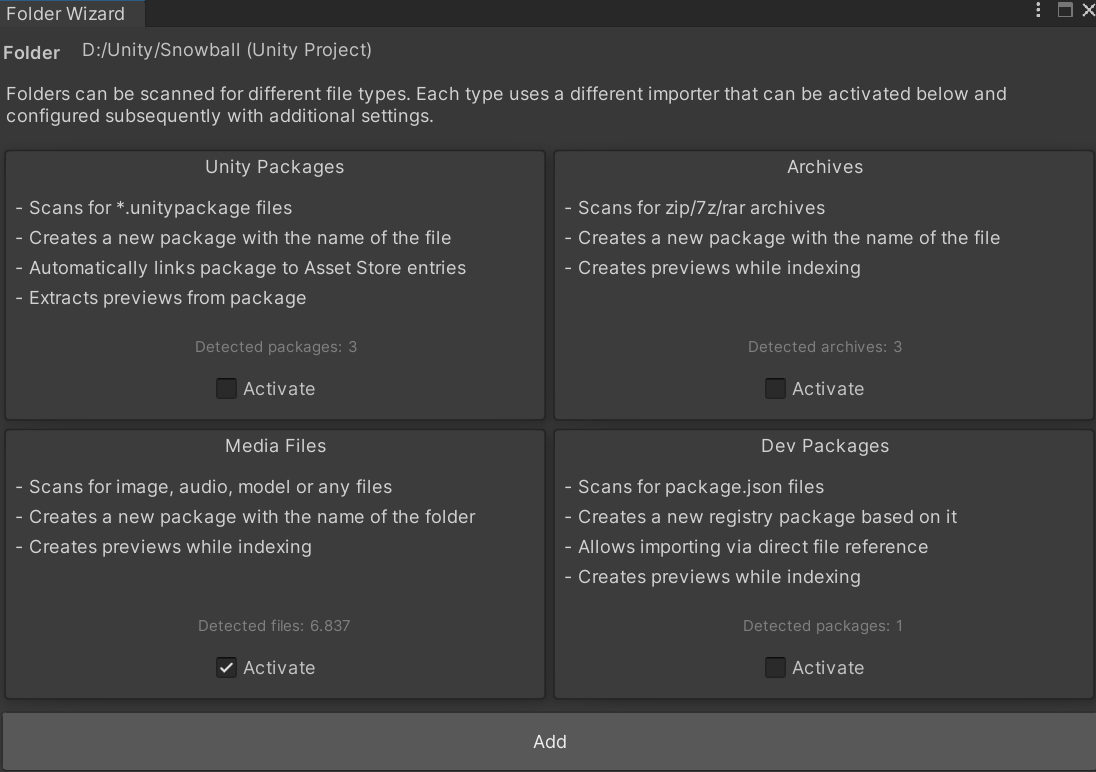 Folder Wizard
Folder D:/Unity/Snowball (Unity Project)
Folders can be scanned for different file types. Each type uses a different importer that can be activated below and
configured subsequently with additional settings.
Unity Packages
- Scans for *.unitypackage files
- Creates a new package with the name of the file
- Automatically links package to Asset Store entries
- Extracts previews from package
Detected packages: 3
Activate
Archives
- Scans for zip/7z/rar archives
- Creates a new package with the name of the file
- Creates previews while indexing
Detected archives: 3
Activate
Media Files
- Scans for image, audio, model or any files
- Creates a new package with the name of the folder
- Creates previews while indexing
Detected files: 6.837
Activate
Dev Packages
- Scans for package.json files
- Creates a new registry package based on it
- Allows importing via direct file reference
- Creates previews while indexing
Detected packages: 1
Activate
Add